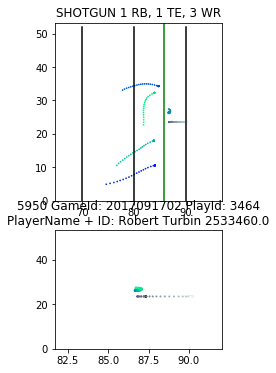 SHOTGUN 1 RB, 1 TE, 3 WR
50
40
30
20
10
0
70 80 90
5950 GameId: 2017091702 PlayId: 3464
PlayerName + ID: Robert Turbin 2533460.0
40
20
0
82.5 85.0 87.5 90.0